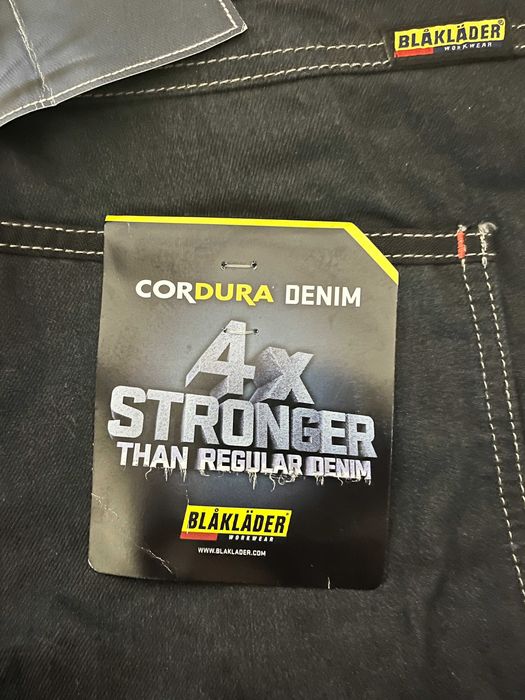 BLÅKLÄDER
WORKWEAR
CORDURA® DENIM
4x
STRONGER
THAN REGULAR DENIM
BLÅKLÄDER®
WORKWEAR
WWW.BLAKLADER.COM